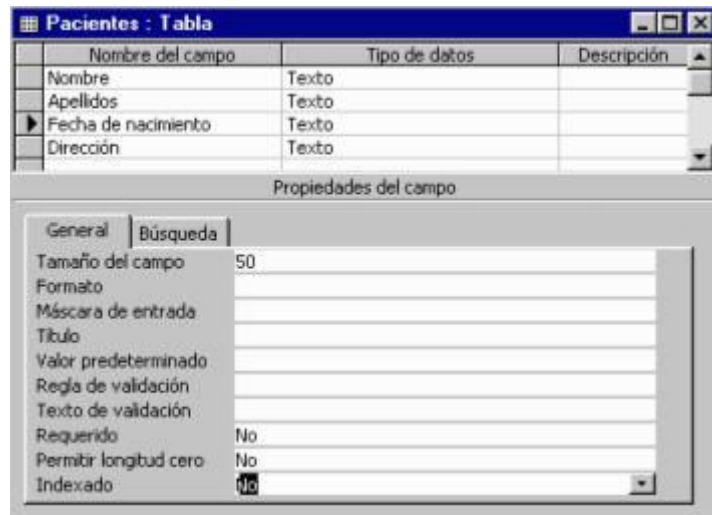 Pacientes : Tabla
Nombre del campo Tipo de datos Descripción
Nombre Texto
Apellidos Texto
Fecha de nacimiento Texto
Dirección Texto
Propiedades del campo
General Búsqueda
Tamaño del campo 50
Formato
Máscara de entrada
Título
Valor predeterminado
Regla de validación
Texto de validación
Requerido No
Permitir longitud cero No
Indexado No